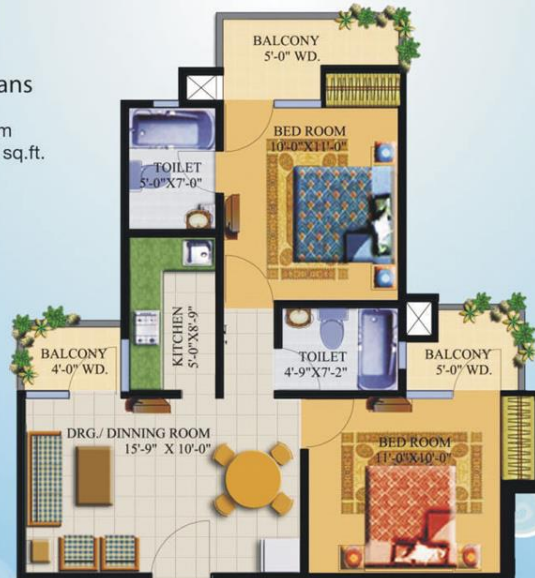 ans
m
sq.ft.
BALCONY
5'-0" WD.
BED ROOM
10'-0"X11'-0"
TOILET
5'-0"X7'-0"
KITCHEN
5'-0"X8'-9"
TOILET
4'-9"X7'-2"
BALCONY
4'-0" WD.
BALCONY
5'-0" WD.
DRG./ DINNING ROOM
15'-9" X 10'-0"
BED ROOM
11'-0"X10'-0"